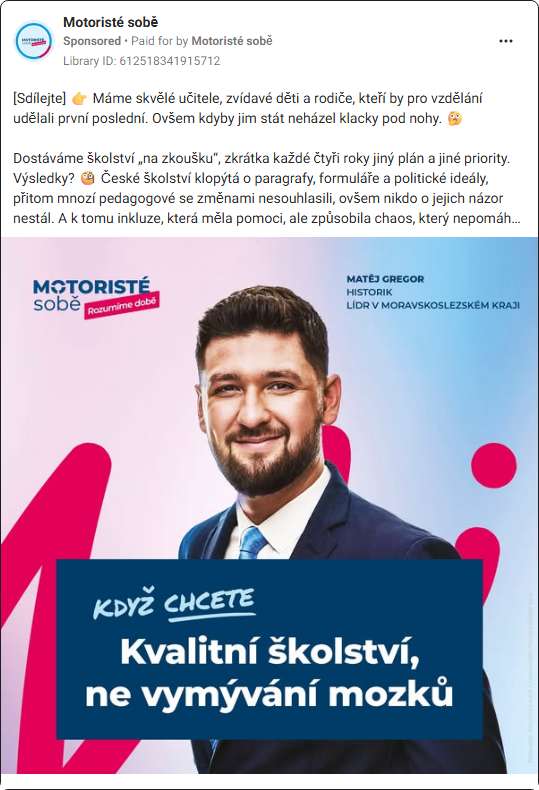 Motoristé sobě
Sponsored • Paid for by Motoristé sobě
Library ID: 612518341915712
[Sdílejte] 👉 Máme skvělé učitele, zvídavé děti a rodiče, kteří by pro vzdělání
udělali první poslední. Ovšem kdyby jim stát neházel klacky pod nohy. 🫣
Dostáváme školství „na zkoušku“, zkrátka každé čtyři roky jiný plán a jiné priority.
Výsledky? 🧐 České školství klopýtá o paragrafy, formuláře a politické ideály,
přitom mnozí pedagogové se změnami nesouhlasili, ovšem nikdo o jejich názor
nestál. A k tomu inkluze, která měla pomoci, ale způsobila chaos, který nepomáh...
MOTORISTÉ
sobě
Rozumíme době
MATĚJ GREGOR
HISTORIK
LÍDR V MORAVSKOSLEZSKÉM KRAJI
KDYŽ CHCETE
Kvalitní školství,
ne vymývání mozků